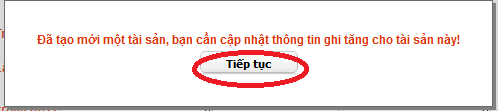 Đã tạo mới một tài sản, bạn cần cập nhật thông tin ghi tăng cho tài sản này!
Tiếp tục